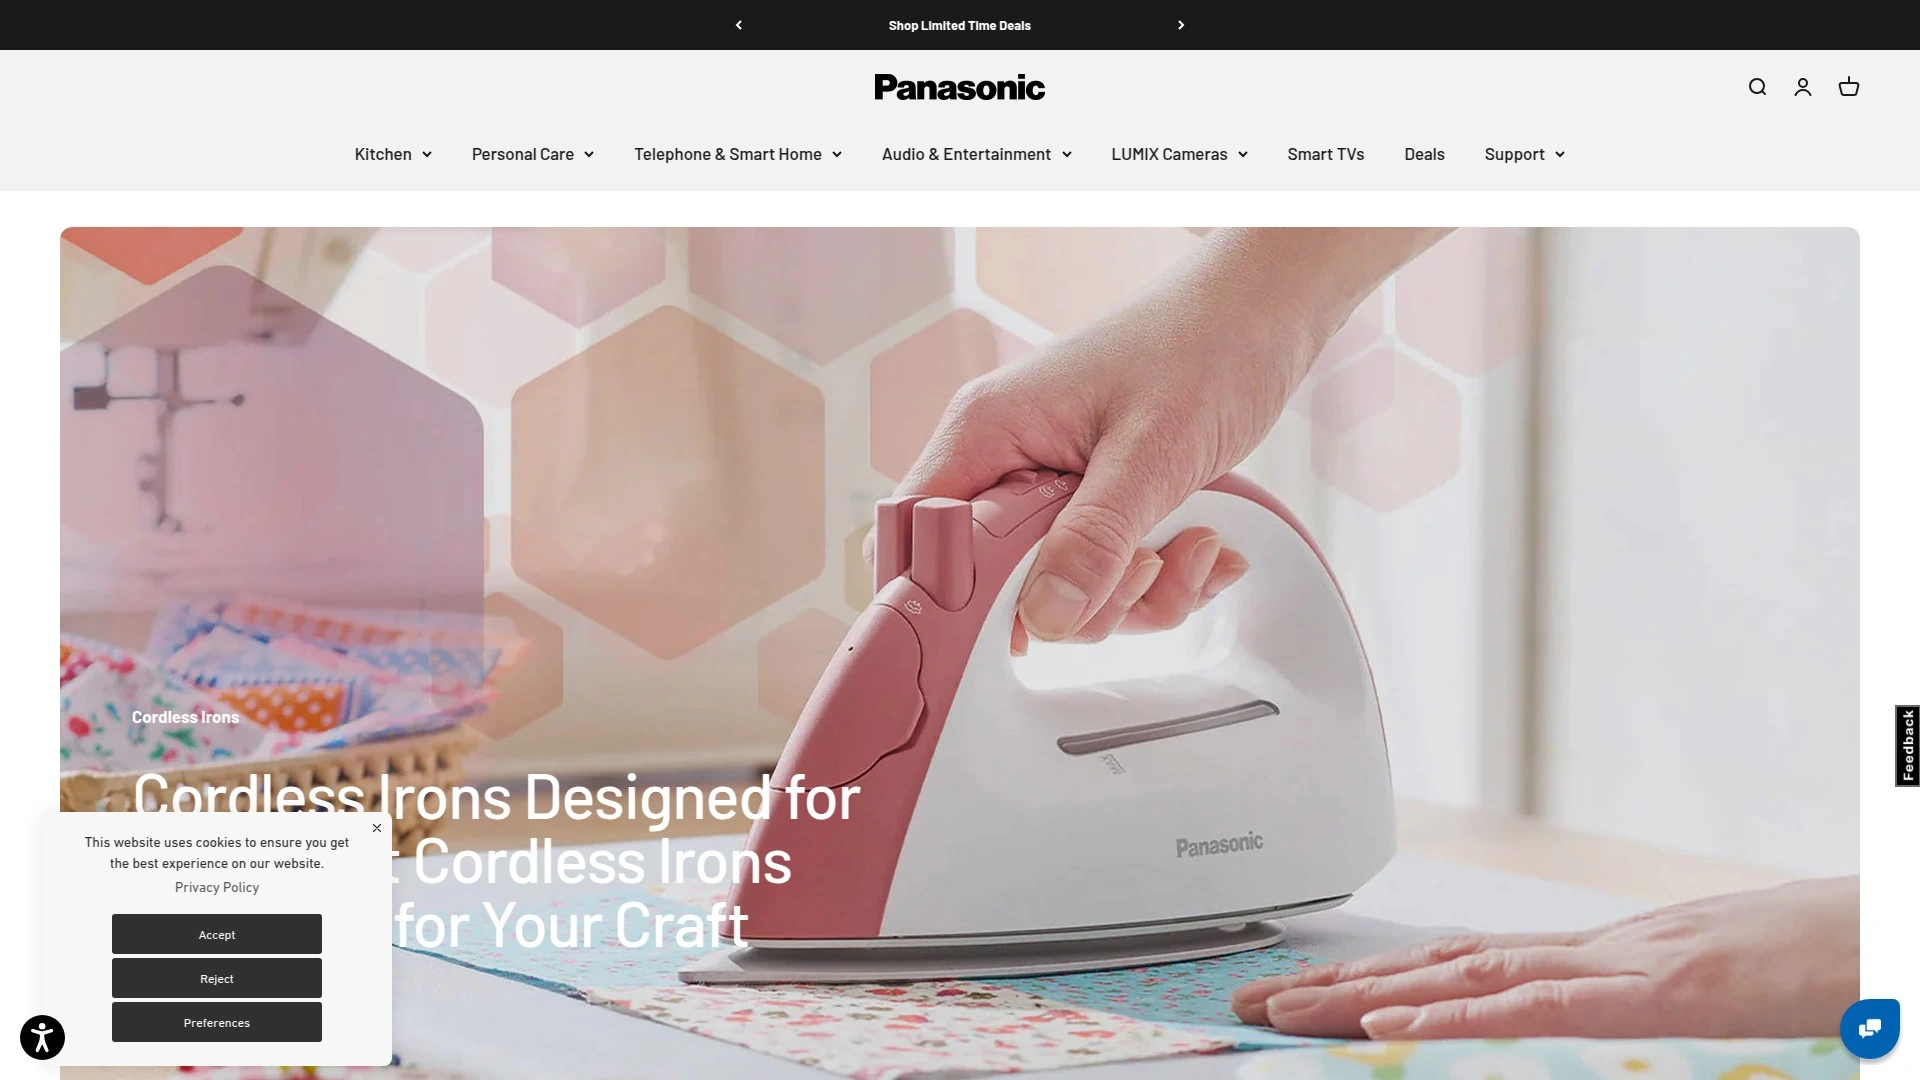 Shop Limited Time Deals
Panasonic
Kitchen
Personal Care
Telephone & Smart Home
Audio & Entertainment
LUMIX Cameras
Smart TVs
Deals
Support
Cordless Irons
Cordless Irons Designed for
Cordless Irons
for Your Craft
MAX
Panasonic
Feedback
This website uses cookies to ensure you get
the best experience on our website.
Privacy Policy
Accept
Reject
Preferences